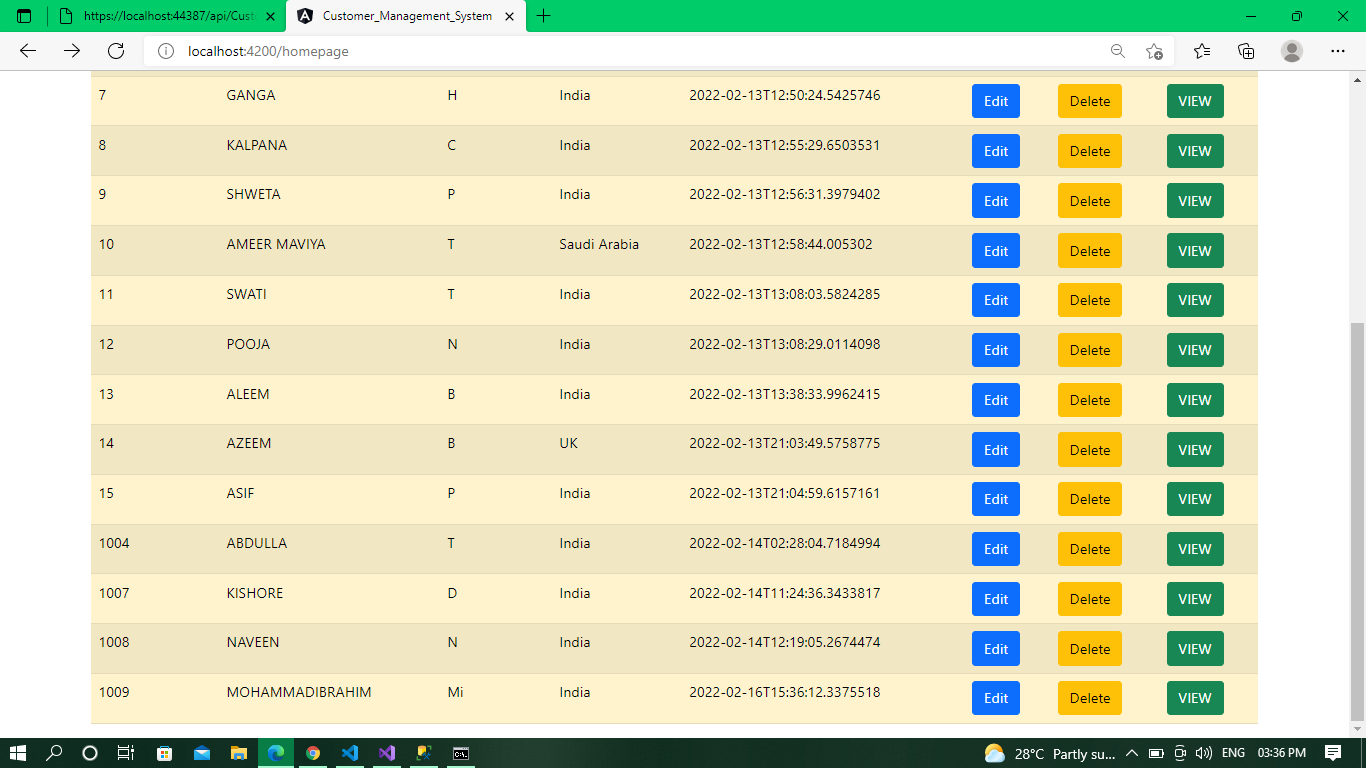 https://localhost:44387/api/Cust Customer_Management_System
localhost:4200/homepage
7 GANGA H India 2022-02-13T12:50:24.5425746 Edit Delete VIEW
8 KALPANA C India 2022-02-13T12:55:29.6503531 Edit Delete VIEW
9 SHWETA P India 2022-02-13T12:56:31.3979402 Edit Delete VIEW
10 AMEER MAVIYA T Saudi Arabia 2022-02-13T12:58:44.005302 Edit Delete VIEW
11 SWATI T India 2022-02-13T13:08:03.5824285 Edit Delete VIEW
12 POOJA N India 2022-02-13T13:08:29.0114098 Edit Delete VIEW
13 ALEEM B India 2022-02-13T13:38:33.9962415 Edit Delete VIEW
14 AZEEM B UK 2022-02-13T21:03:49.5758775 Edit Delete VIEW
15 ASIF P India 2022-02-13T21:04:59.6157161 Edit Delete VIEW
1004 ABDULLA T India 2022-02-14T02:28:04.7184994 Edit Delete VIEW
1007 KISHORE D India 2022-02-14T11:24:36.3433817 Edit Delete VIEW
1008 NAVEEN N India 2022-02-14T12:19:05.2674474 Edit Delete VIEW
1009 MOHAMMADIBRAHIM Mi India 2022-02-16T15:36:12.3375518 Edit Delete VIEW
28°C Partly su... ENG 03:36 PM